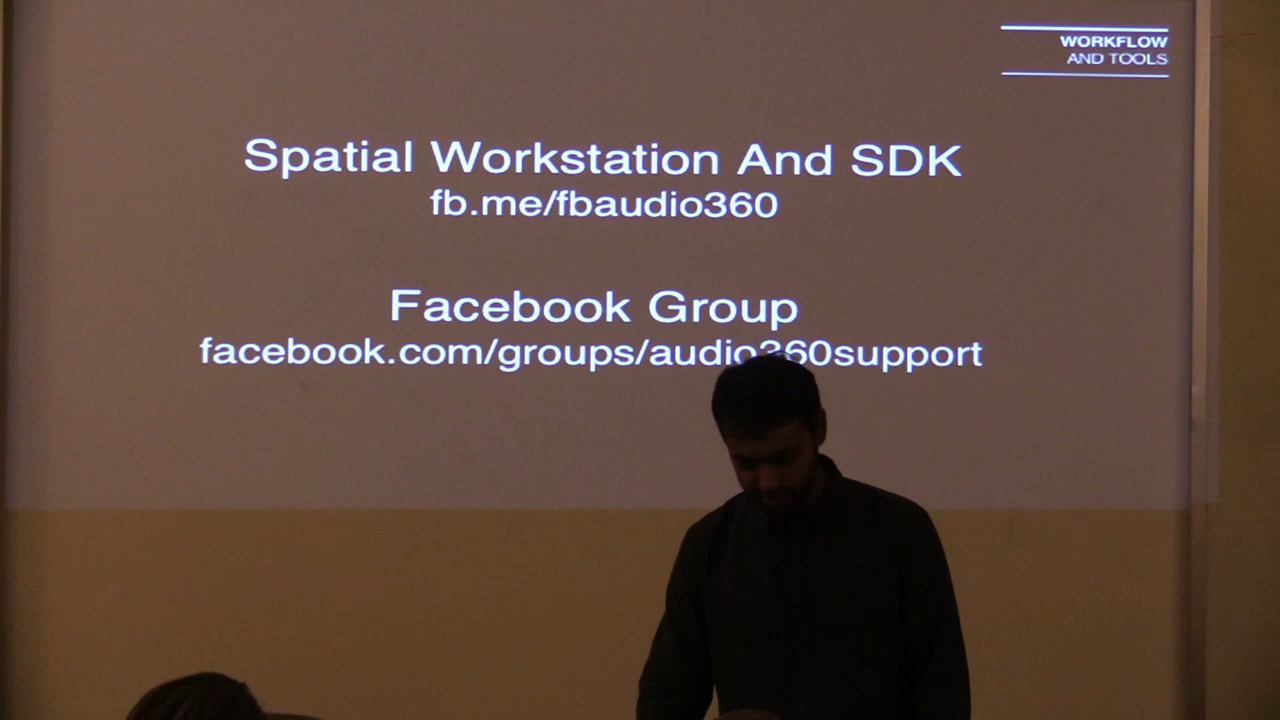 WORKFLOW
AND TOOLS
Spatial Workstation And SDK
fb.me/fbaudio360
Facebook Group
facebook.com/groups/audio360support